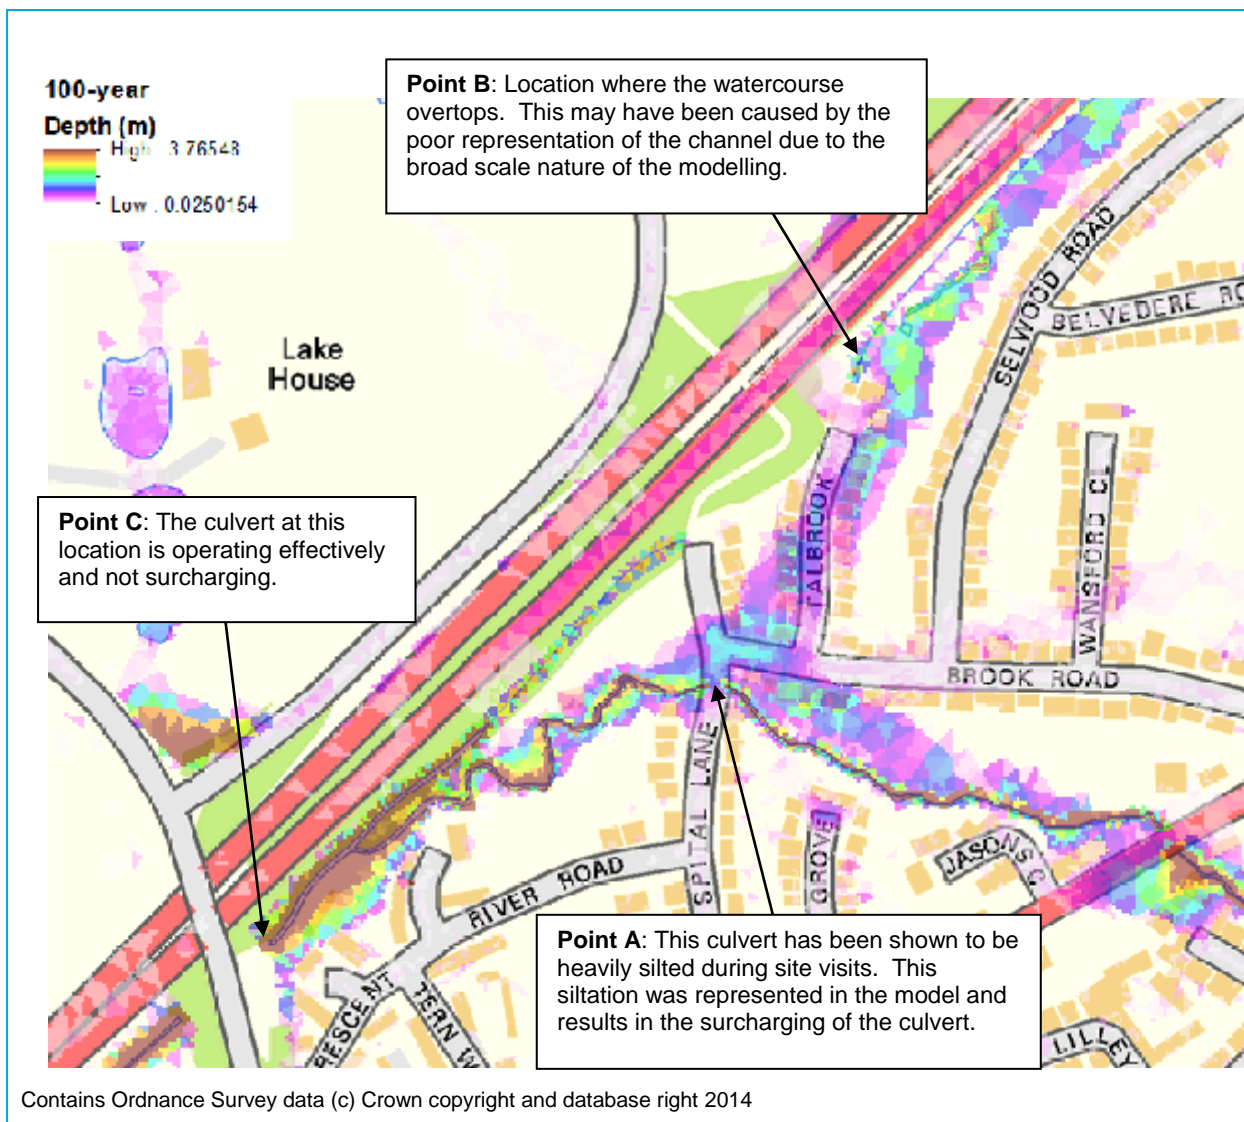 100-year
Depth (m)
High : 3.76548
Low : 0.0250154
Point B: Location where the watercourse
overtops. This may have been caused by the
poor representation of the channel due to the
broad scale nature of the modelling.
Lake
House
SELWOOD ROAD
BELVEDERE RO
Point C: The culvert at this
location is operating effectively
and not surcharging.
TALBROOK
WANSFORD CL
BROOK ROAD
SPITAL LANE
RIVER ROAD
GROVE
JASONS C
RESCENT
TERN W
Point A: This culvert has been shown to be
heavily silted during site visits. This
siltation was represented in the model and
results in the surcharging of the culvert.
LILLEY
Contains Ordnance Survey data (c) Crown copyright and database right 2014